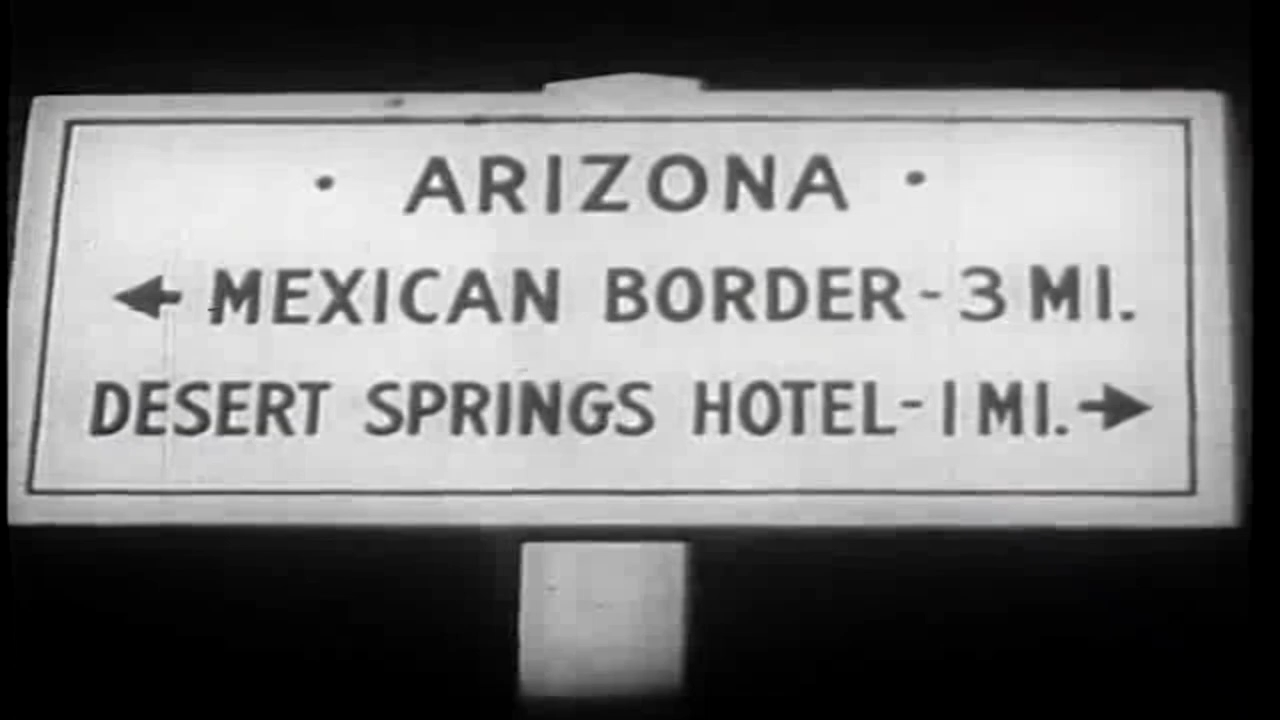 · ARIZONA ·
← MEXICAN BORDER - 3 MI.
DESERT SPRINGS HOTEL - 1 MI. →